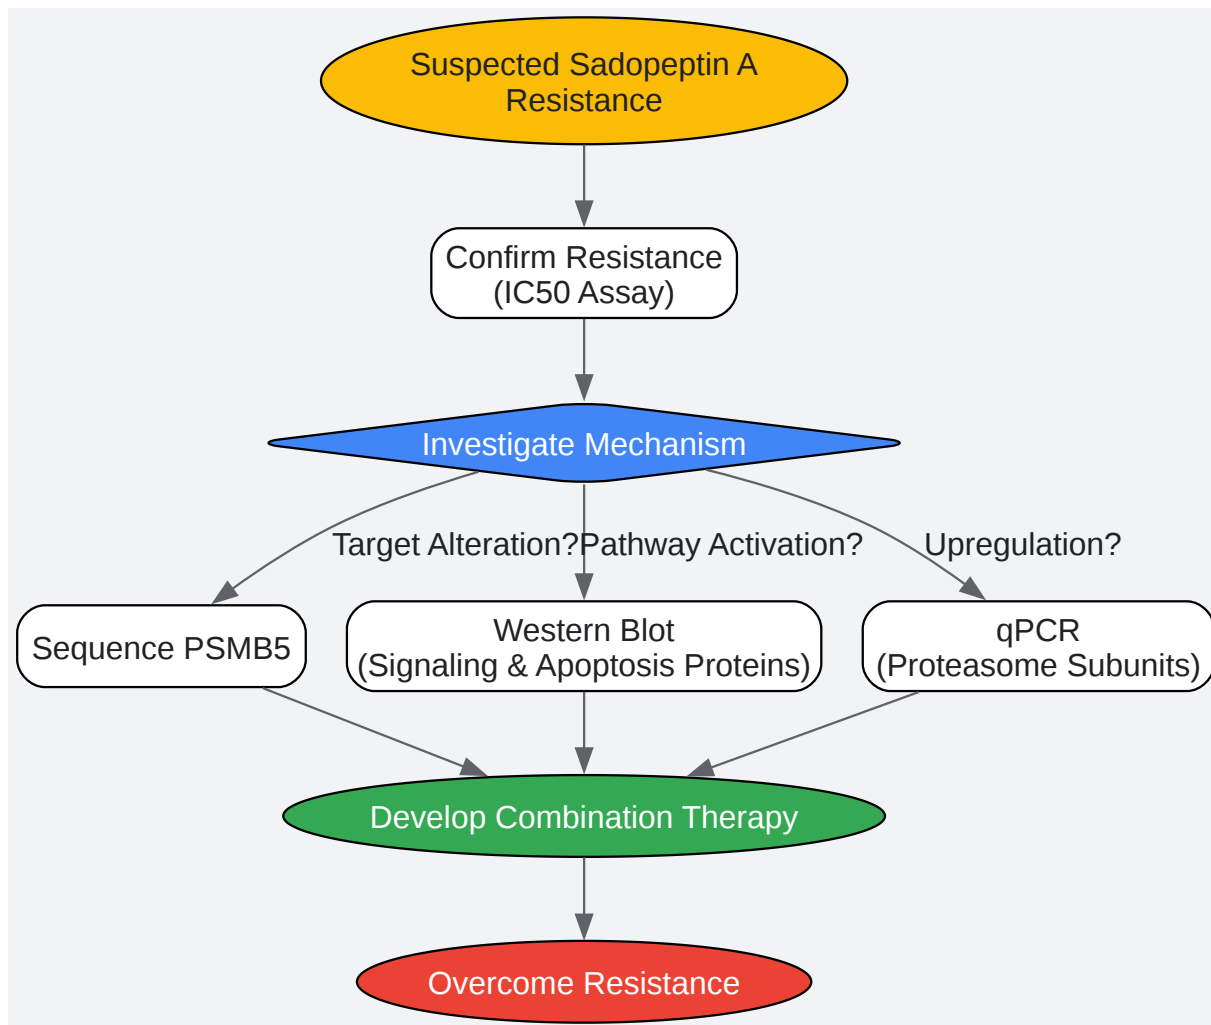 Suspected Sadopeptin A
Resistance
Confirm Resistance
(IC50 Assay)
Investigate Mechanism
Target Alteration?
Pathway Activation?
Upregulation?
Sequence PSMB5
Western Blot
(Signaling & Apoptosis Proteins)
qPCR
(Proteasome Subunits)
Develop Combination Therapy
Overcome Resistance